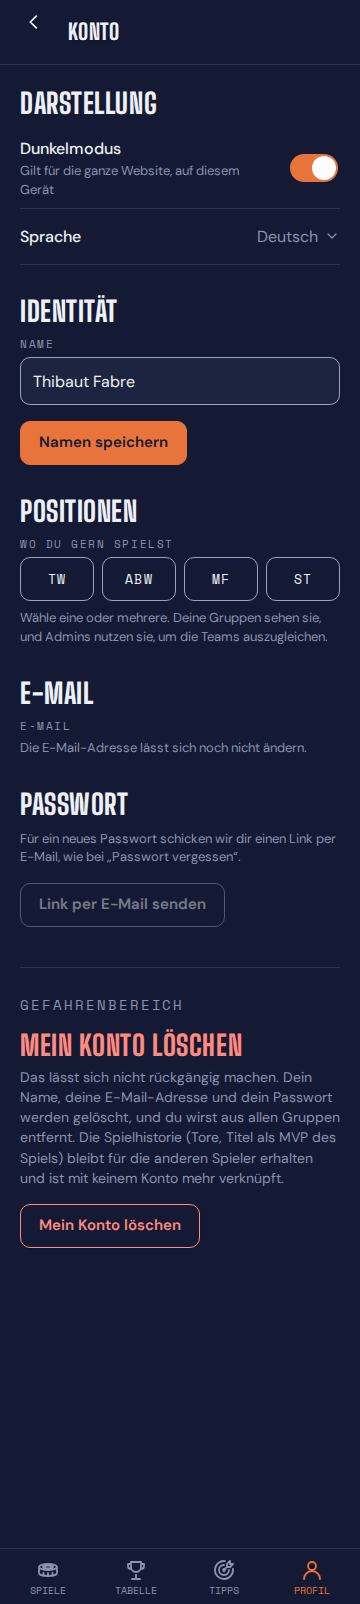 KONTO
DARSTELLUNG
Dunkelmodus
Gilt für die ganze Website, auf diesem
Gerät
Sprache
Deutsch
IDENTITÄT
NAME
Thibaut Fabre
Namen speichern
POSITIONEN
WO DU GERN SPIELST
TW
ABW
MF
ST
Wähle eine oder mehrere. Deine Gruppen sehen sie,
und Admins nutzen sie, um die Teams auszugleichen.
E-MAIL
E-MAIL
Die E-Mail-Adresse lässt sich noch nicht ändern.
PASSWORT
Für ein neues Passwort schicken wir dir einen Link per
E-Mail, wie bei „Passwort vergessen“.
Link per E-Mail senden
GEFAHRENBEREICH
MEIN KONTO LÖSCHEN
Das lässt sich nicht rückgängig machen. Dein
Name, deine E-Mail-Adresse und dein Passwort
werden gelöscht, und du wirst aus allen Gruppen
entfernt. Die Spielhistorie (Tore, Titel als MVP des
Spiels) bleibt für die anderen Spieler erhalten
und ist mit keinem Konto mehr verknüpft.
Mein Konto löschen
SPIELE
TABELLE
TIPPS
PROFIL